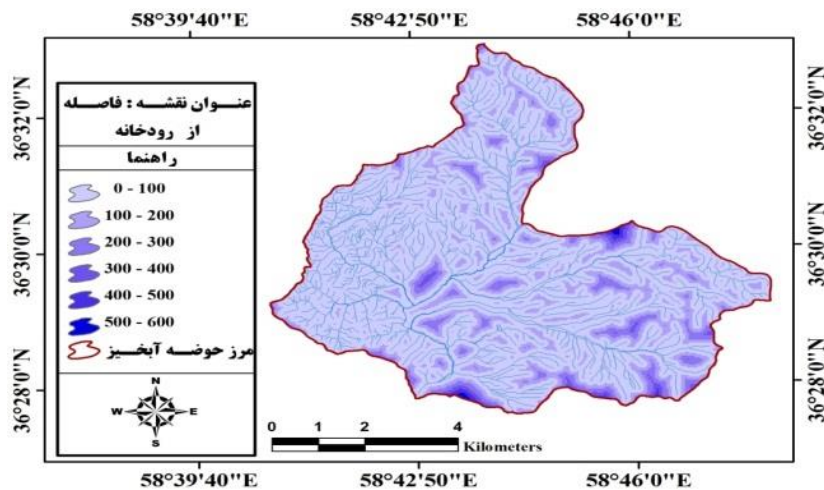 58°39'40"E 58°42'50"E 58°46'0"E
36°32'0"N
36°30'0"N
36°28'0"N
عنـــوان نقشـــه : فاصـــله
از رودخانه
راهنما
0 - 100
100 - 200
200 - 300
300 - 400
400 - 500
500 - 600
مرز حوضه آبخیز
N
W E
S
0 1 2 4
Kilometers
36°32'0"N
36°30'0"N
36°28'0"N
58°39'40"E 58°42'50"E 58°46'0"E